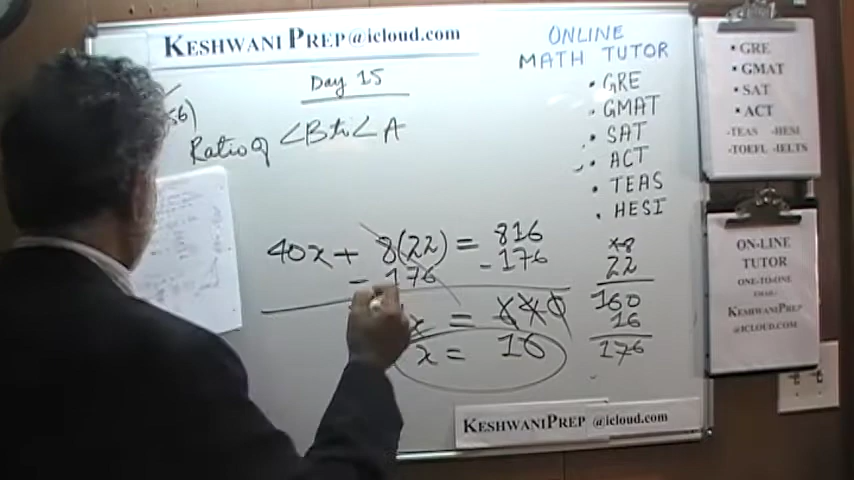 KESHWANI PREP@icloud.com
Day 15
56)
Ratio of <B to < A
40x + 8(22) = 816
- 176 - 176
x = 640
x = 16
x 8
22
160
16
176
ONLINE
MATH TUTOR
• GRE
• GMAT
• SAT
• ACT
• TEAS
• HESI
• GRE
• GMAT
• SAT
• ACT
-TEAS -HESI
-TOEFL -IELTS
ON-LINE
TUTOR
ONE-TO-ONE
EMAIL:
KESHWANIPREP
@ICLOUD.COM
KESHWANIPREP @icloud.com